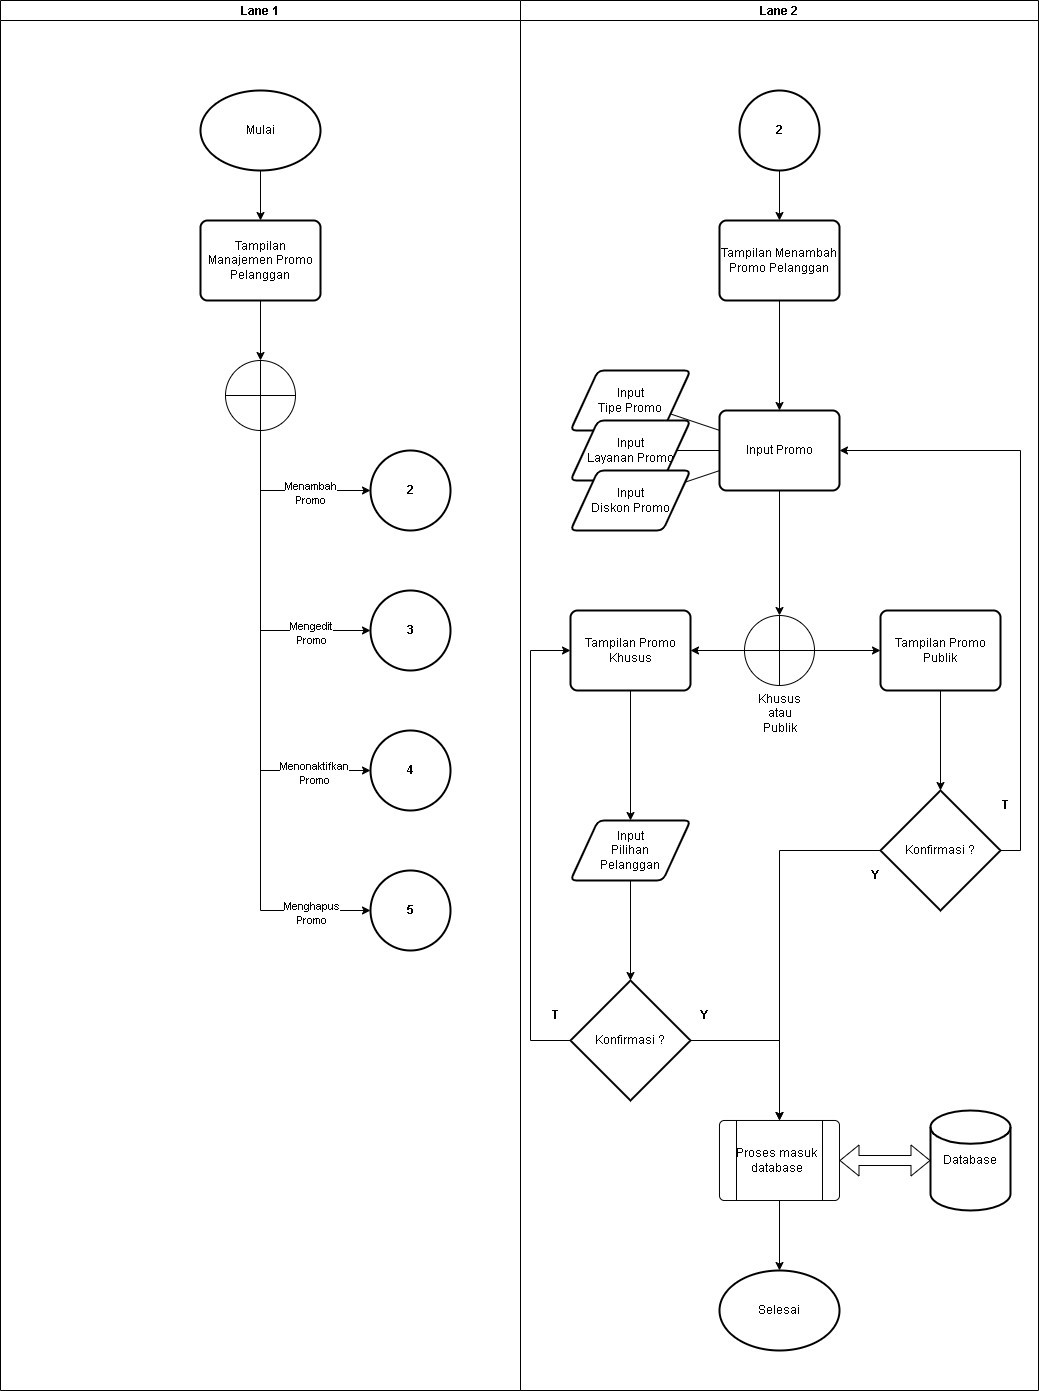 Lane 1
Mulai
Tampilan
Manajemen Promo
Pelanggan
Menambah
Promo
2
Mengedit
Promo
3
Menonaktifkan
Promo
4
Menghapus
Promo
5
Lane 2
2
Tampilan Menambah
Promo Pelanggan
Input
Tipe Promo
Input
Layanan Promo
Input
Diskon Promo
Input Promo
Tampilan Promo
Khusus
Khusus
atau
Publik
Tampilan Promo
Publik
Input
Pilihan
Pelanggan
Konfirmasi ?
T
Y
Konfirmasi ?
T
Y
Proses masuk
database
Database
Selesai